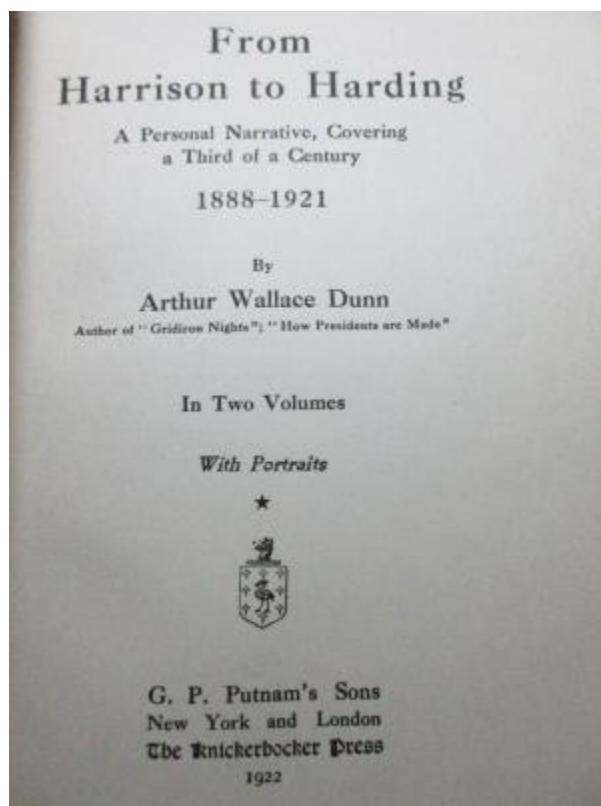 From
Harrison to Harding
A Personal Narrative, Covering
a Third of a Century
1888–1921
By
Arthur Wallace Dunn
Author of "Gridiron Nights"; "How Presidents are Made"
In Two Volumes
With Portraits
G. P. Putnam's Sons
New York and London
The Knickerbocker Press
1922